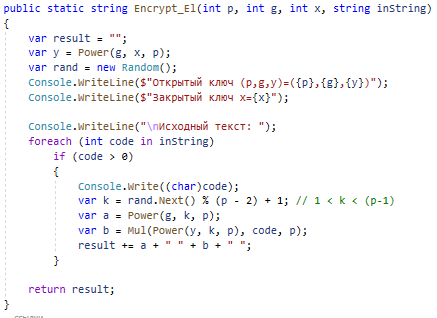 public static string Encrypt_El(int p, int g, int x, string inString)
{
var result = "";
var y = Power(g, x, p);
var rand = new Random();
Console.WriteLine($"Открытый ключ (p,g,y)=({p},{g},{y})");
Console.WriteLine($"Закрытый ключ x={x}");
Console.WriteLine("\nИсходный текст: ");
foreach (int code in inString)
if (code > 0)
{
Console.Write((char)code);
var k = rand.Next() % (p - 2) + 1; // 1 < k < (p-1)
var a = Power(g, k, p);
var b = Mul(Power(y, k, p), code, p);
result += a + " " + b + " ";
}
return result;
}